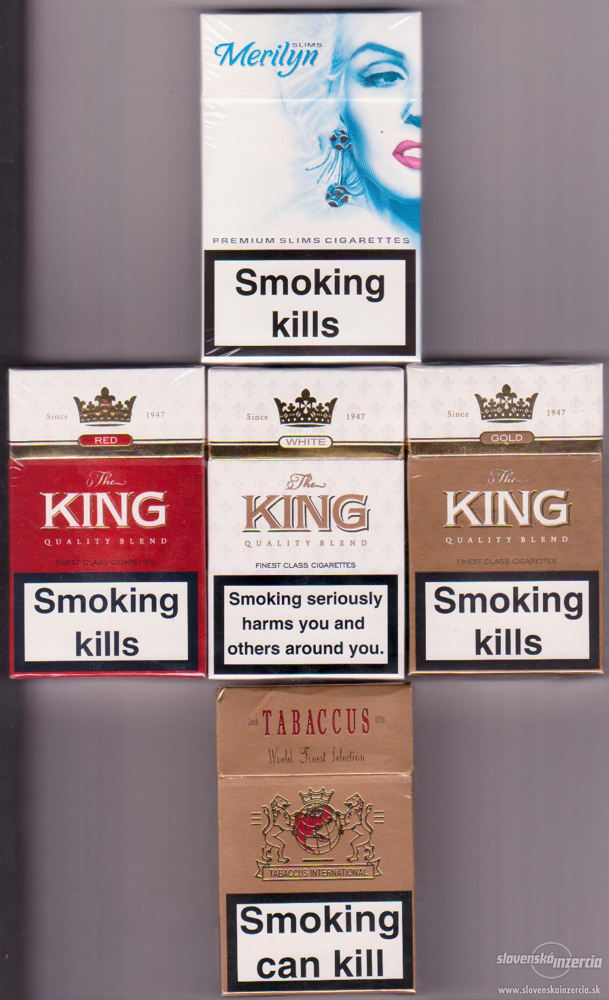 Merilyn SLIMS
PREMIUM SLIMS CIGARETTES
Smoking
kills
Since 1947
RED
The
KING
QUALITY BLEND
FINEST CLASS CIGARETTES
Smoking
kills
Since 1947
WHITE
The
KING
QUALITY BLEND
FINEST CLASS CIGARETTES
Smoking seriously
harms you and
others around you.
Since 1947
GOLD
The
KING
QUALITY BLEND
FINEST CLASS CIGARETTES
Smoking
kills
TABACCUS
World Finest Selection
TABACCUS INTERNATIONAL
Smoking
can kill
slovenská inzercia
www.slovenskainzercia.sk